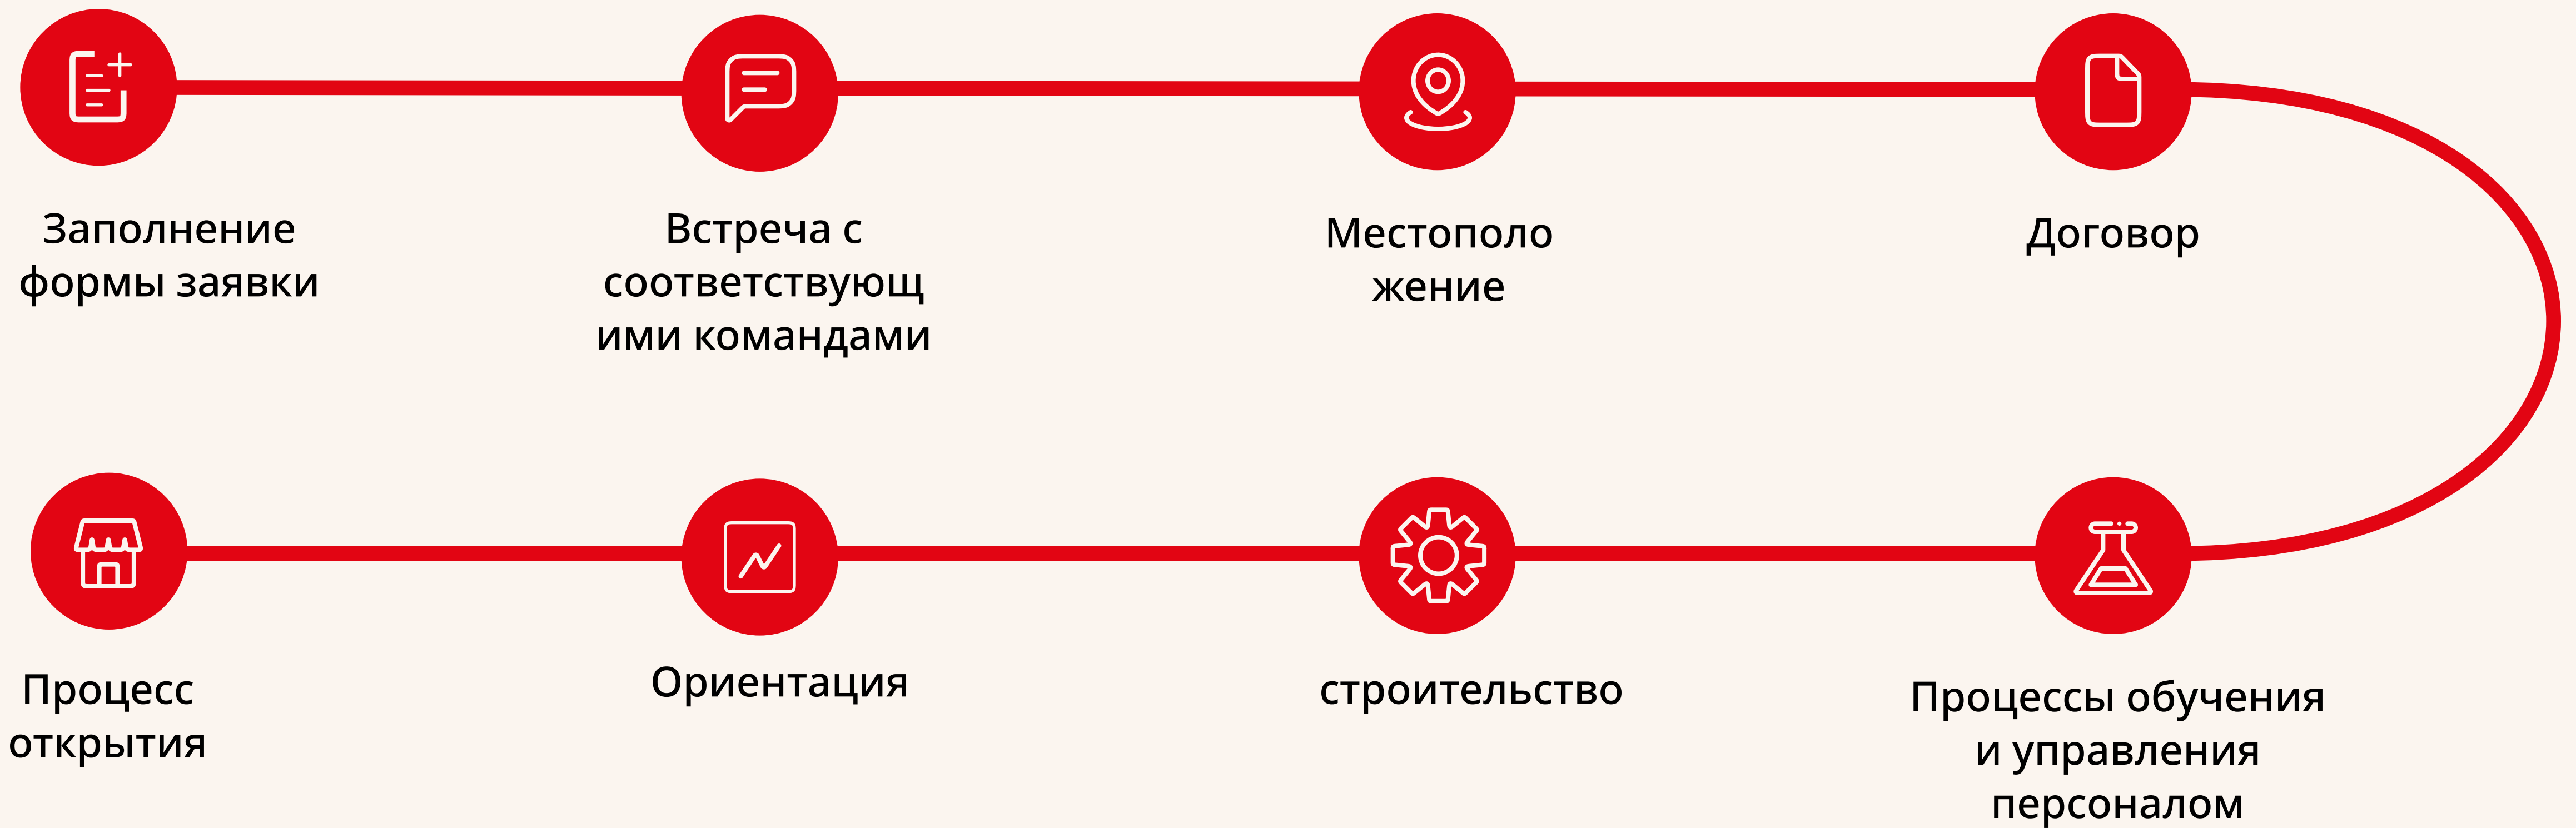 Заполнение
формы заявки
Встреча с
соответствующ
ими командами
Местополо
жение
Договор
Процесс
открытия
Ориентация
строительство
Процессы обучения
и управления
персоналом